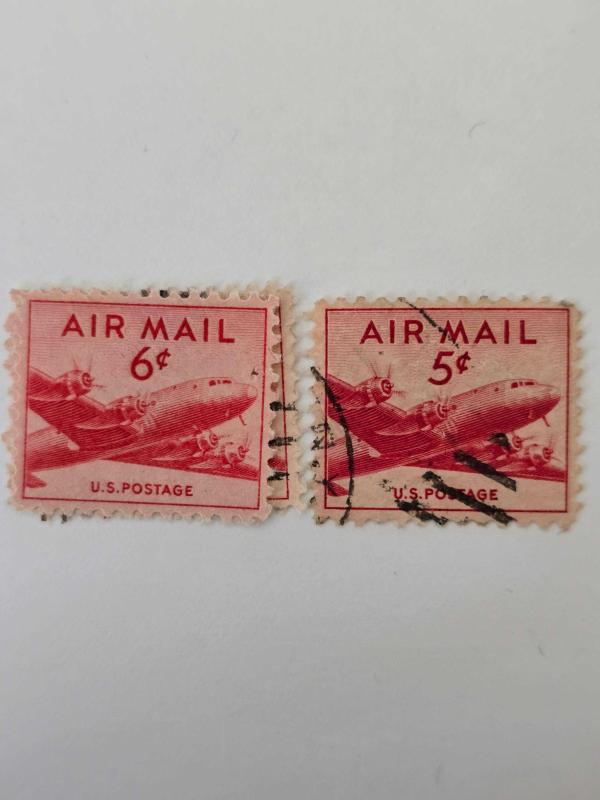 AIR MAIL
6¢
U.S. POSTAGE
AIR MAIL
5¢
U.S. POSTAGE